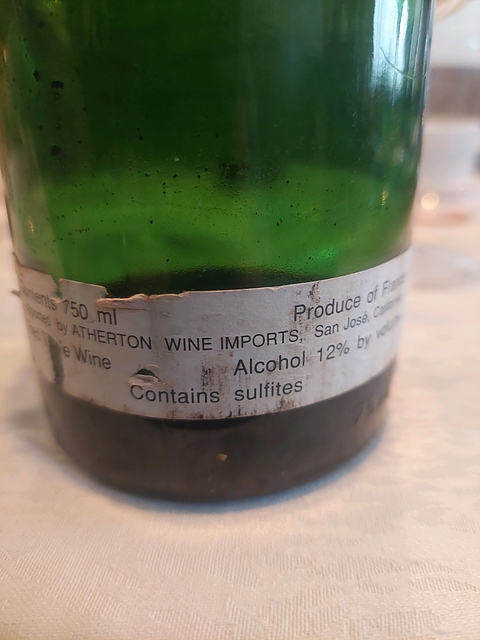 750 ml Produce of
by ATHERTON WINE IMPORTS, San José,
Wine Alcohol 12% by
Contains sulfites